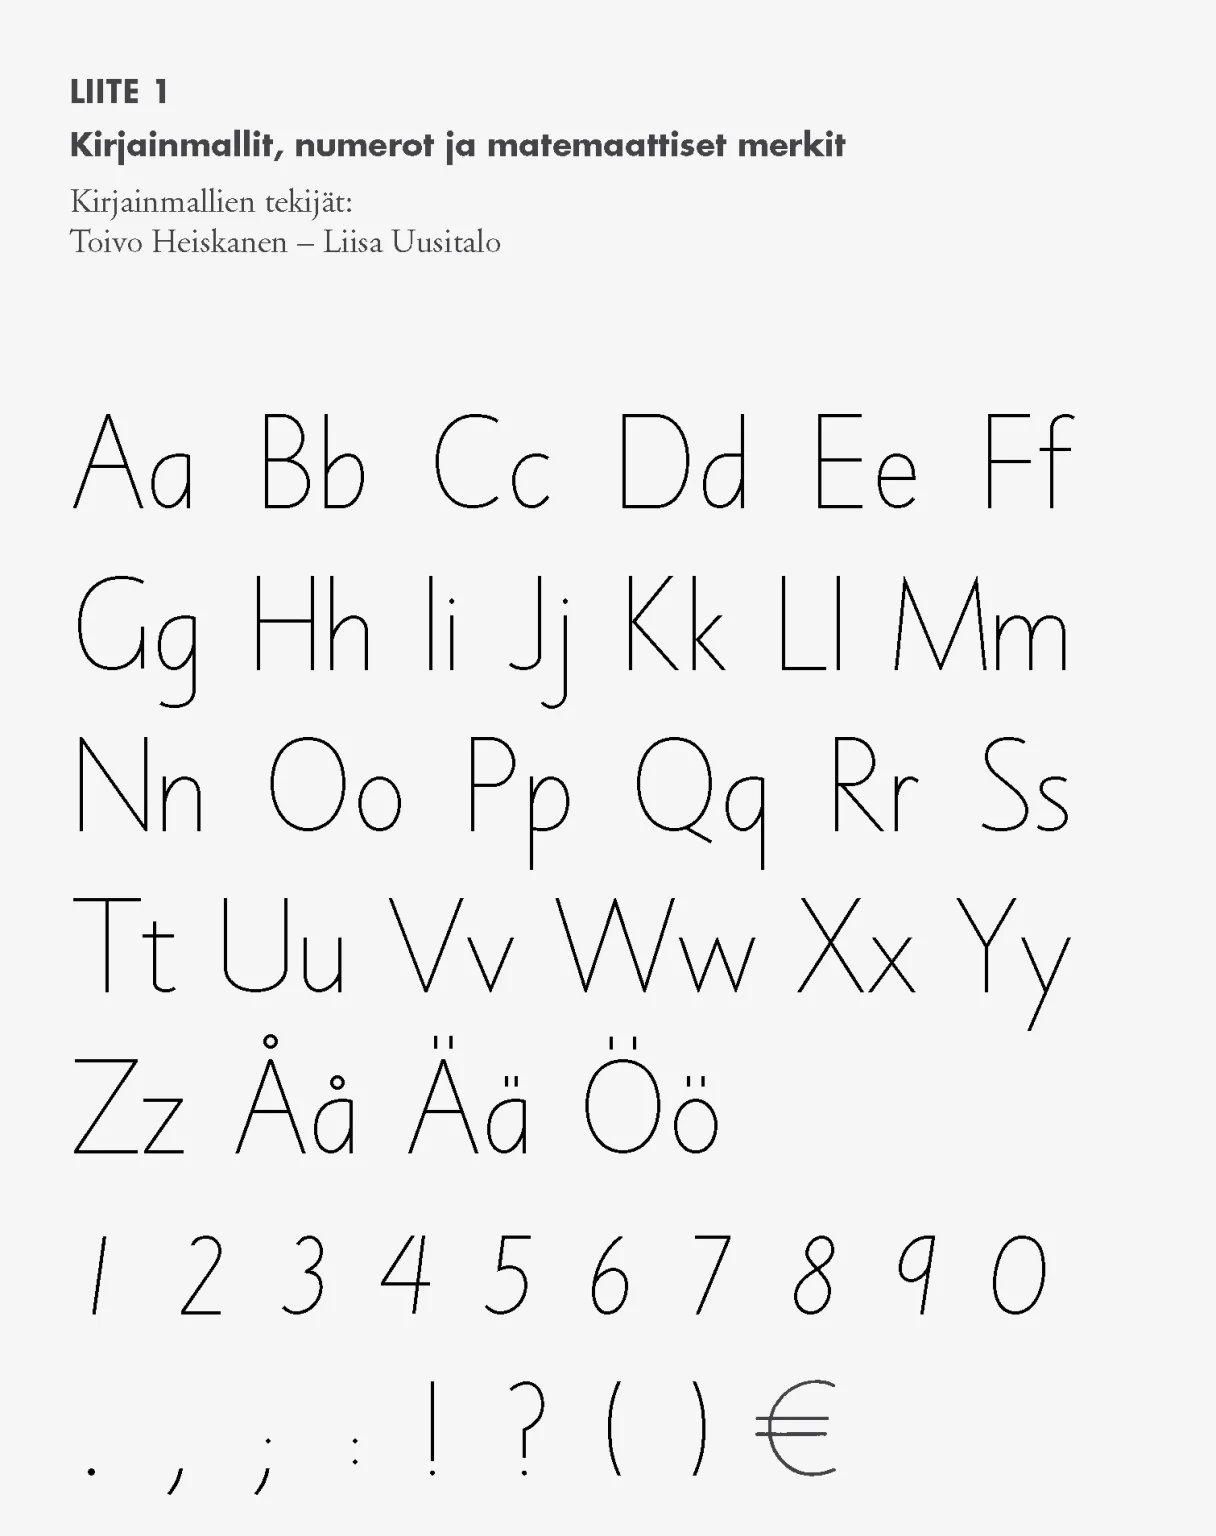 LIITE 1
Kirjainmallit, numerot ja matemaattiset merkit
Kirjainmallien tekijät:
Toivo Heiskanen – Liisa Uusitalo
Aa Bb Cc Dd Ee Ff
Gg Hh Ii Jj Kk Ll Mm
Nn Oo Pp Qq Rr Ss
Tt Uu Vv Ww Xx Yy
Zz Åå Ää Öö
1 2 3 4 5 6 7 8 9 0
. , ; : ! ? ( ) €